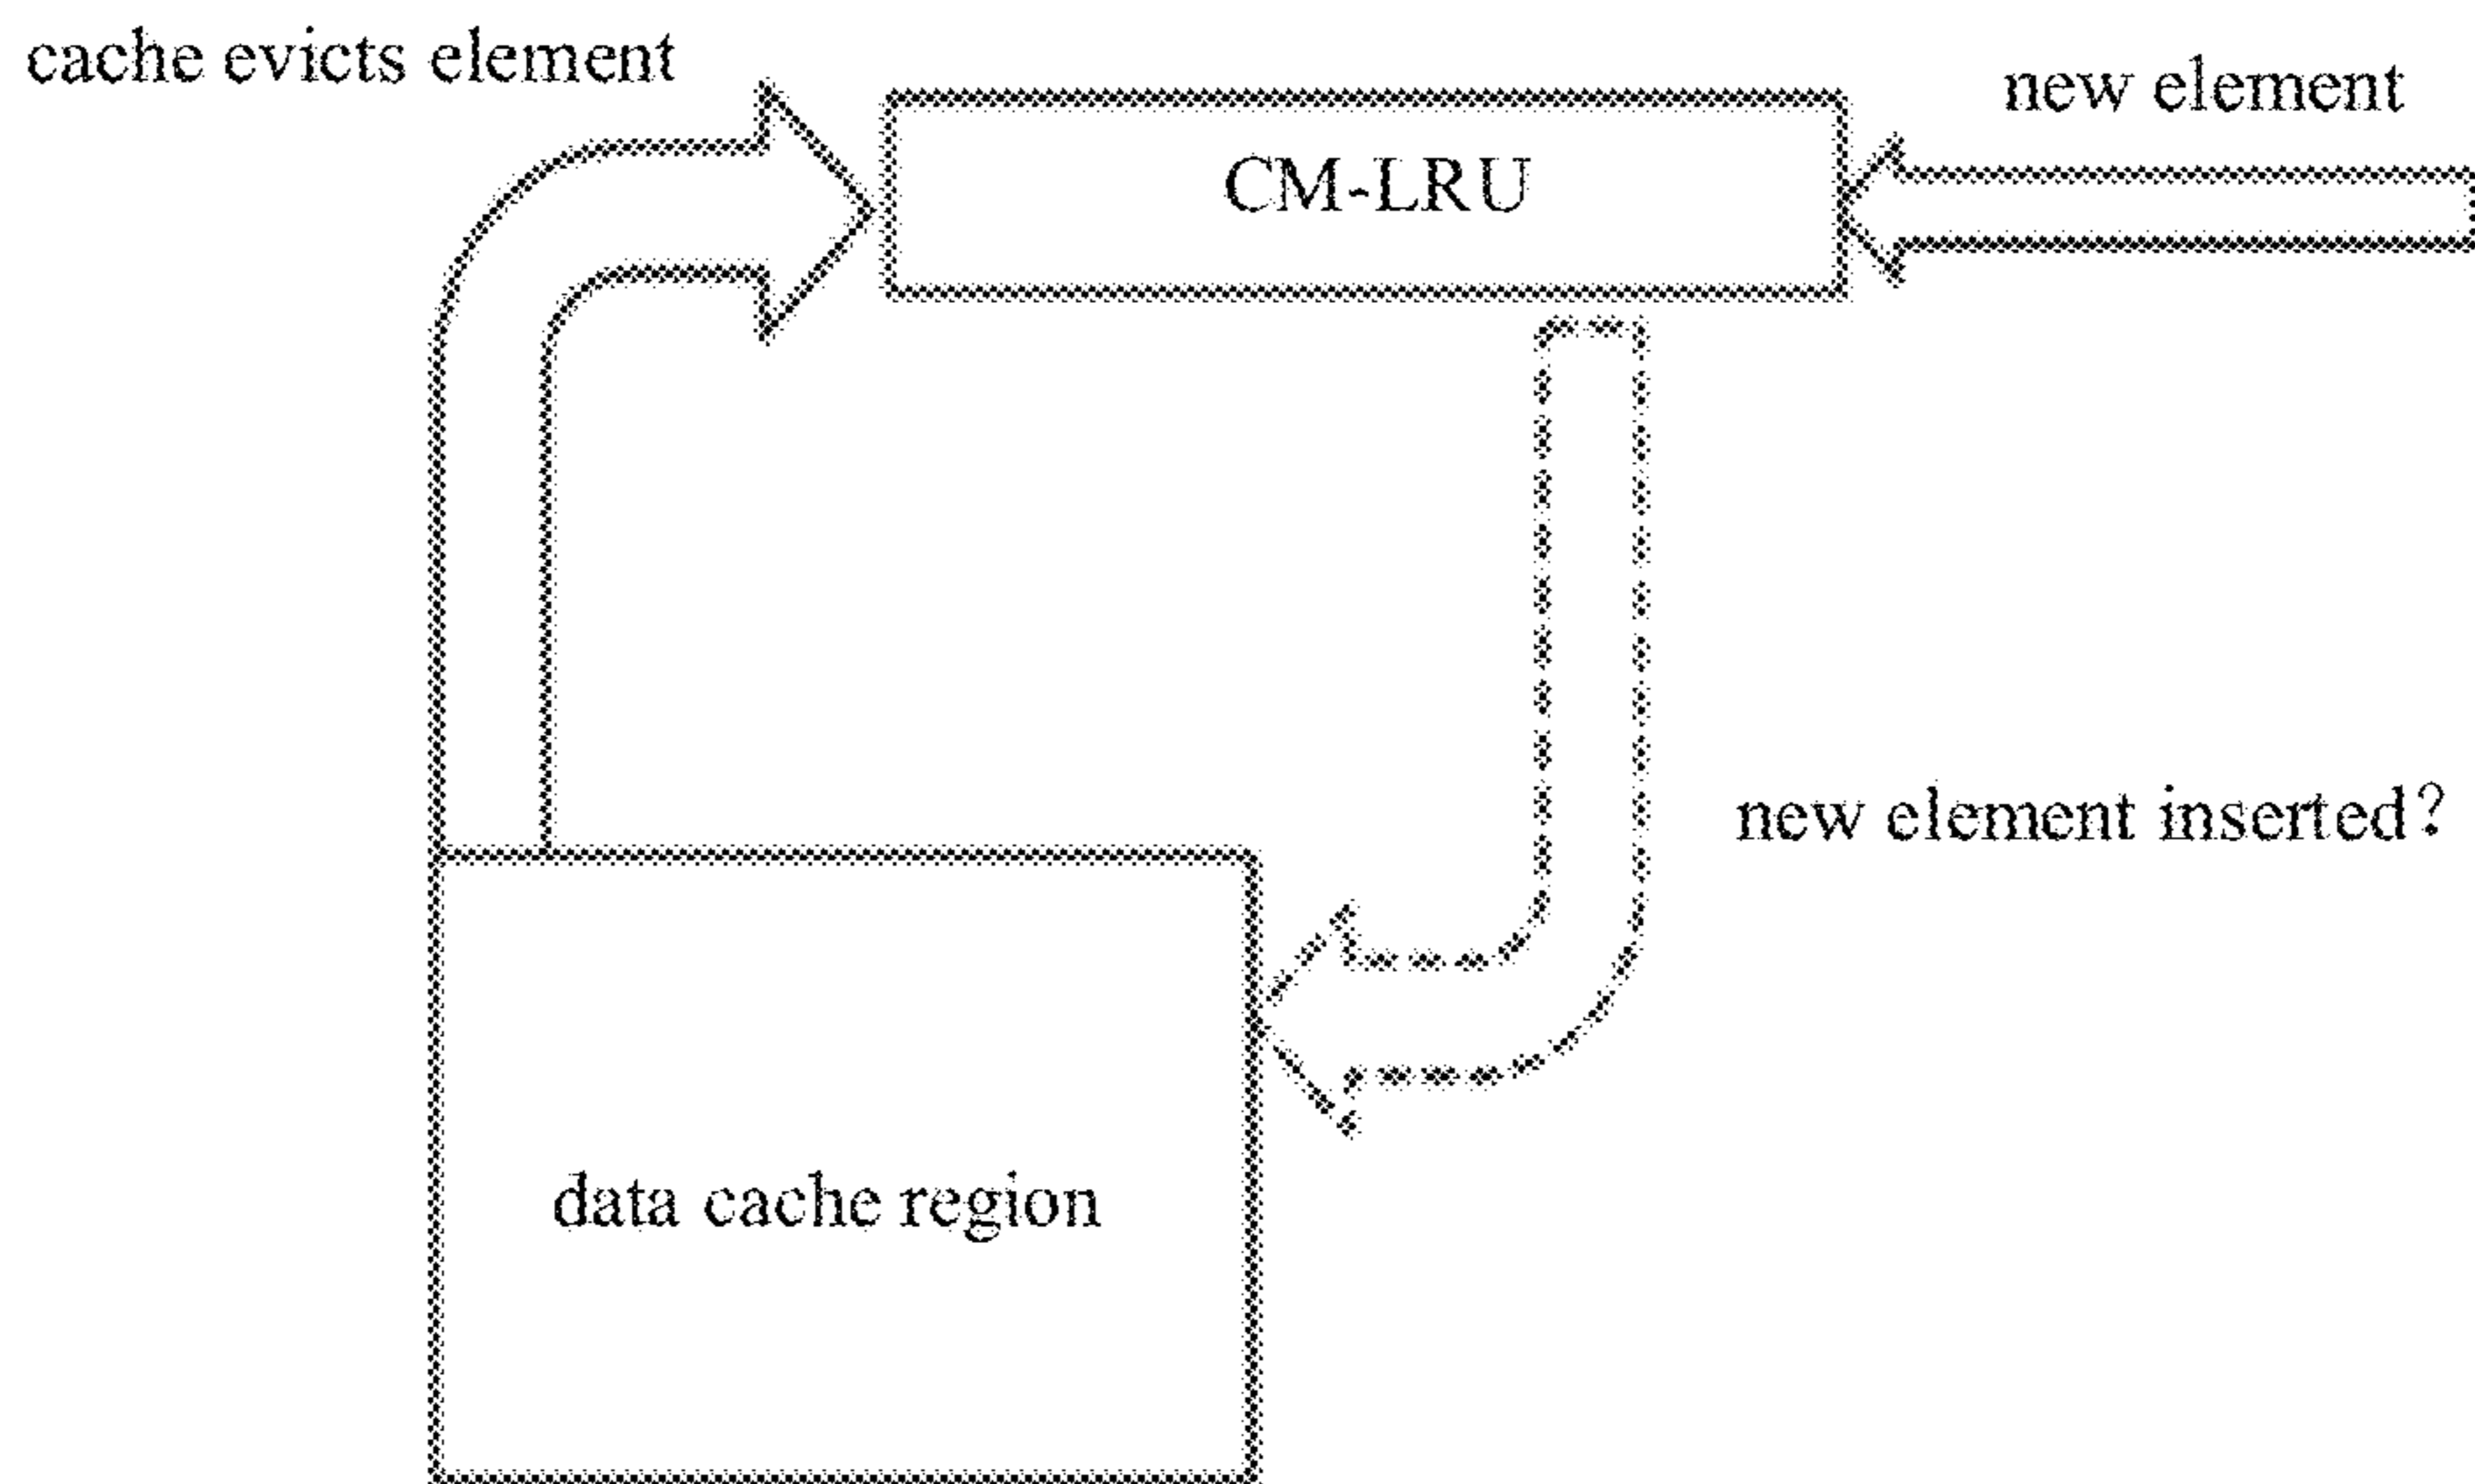 cache evicts element
new element
CM-LRU
new element inserted?
data cache region